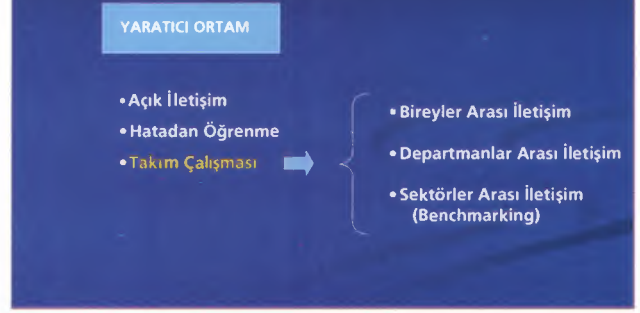 YARATICI ORTAM
• Açık İletişim
• Hatadan Öğrenme
• Takım Çalışması
▪ Bireyler Arası İletişim
• Departmanlar Arası İletişim
• Sektörler Arası İletişim
(Benchmarking)